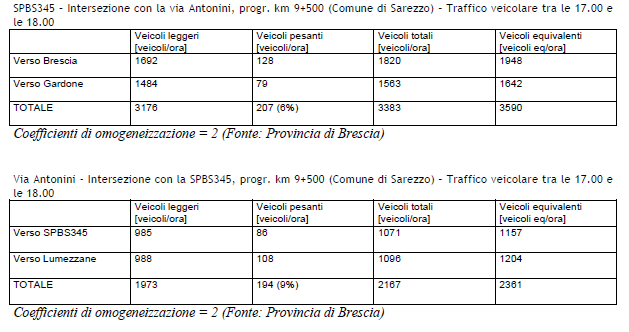 SPBS345 - Intersezione con la via Antonini, progr. km 9+500 (Comune di Sarezzo) - Traffico veicolare tra le 17.00 e
le 18.00
Veicoli leggeri Veicoli pesanti Veicoli totali Veicoli equivalenti
[veicoli/ora] [veicoli/ora] [veicoli/ora] [veicoli eq/ora]
Verso Brescia 1692 128 1820 1948
Verso Gardone 1484 79 1563 1642
TOTALE 3176 207 (6%) 3383 3590
Coefficienti di omogeneizzazione = 2 (Fonte: Provincia di Brescia)
Via Antonini - Intersezione con la SPBS345, progr. km 9+500 (Comune di Sarezzo) - Traffico veicolare tra le 17.00 e
le 18.00
Veicoli leggeri Veicoli pesanti Veicoli totali Veicoli equivalenti
[veicoli/ora] [veicoli/ora] [veicoli/ora] [veicoli eq/ora]
Verso SPBS345 985 86 1071 1157
Verso Lumezzane 988 108 1096 1204
TOTALE 1973 194 (9%) 2167 2361
Coefficienti di omogeneizzazione = 2 (Fonte: Provincia di Brescia)